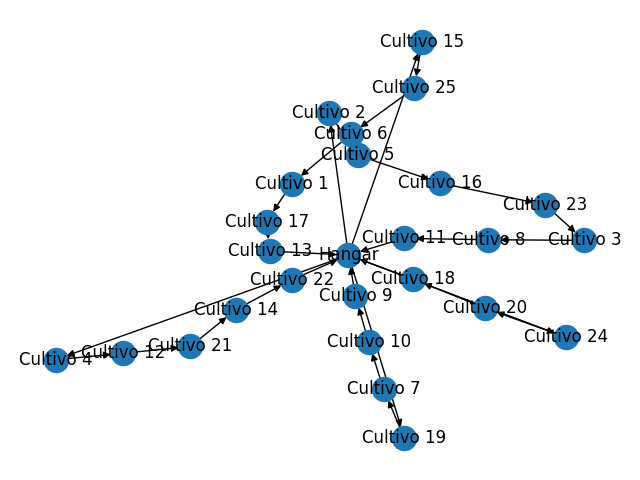 Cultivo 15
Cultivo 25
Cultivo 2
Cultivo 6
Cultivo 5
Cultivo 1
Cultivo 16
Cultivo 23
Cultivo 17
Cultivo 11
Cultivo 8
Cultivo 3
Cultivo 13
Hangar
Cultivo 22
Cultivo 18
Cultivo 9
Cultivo 14
Cultivo 20
Cultivo 24
Cultivo 10
Cultivo 21
Cultivo 12
Cultivo 4
Cultivo 7
Cultivo 19